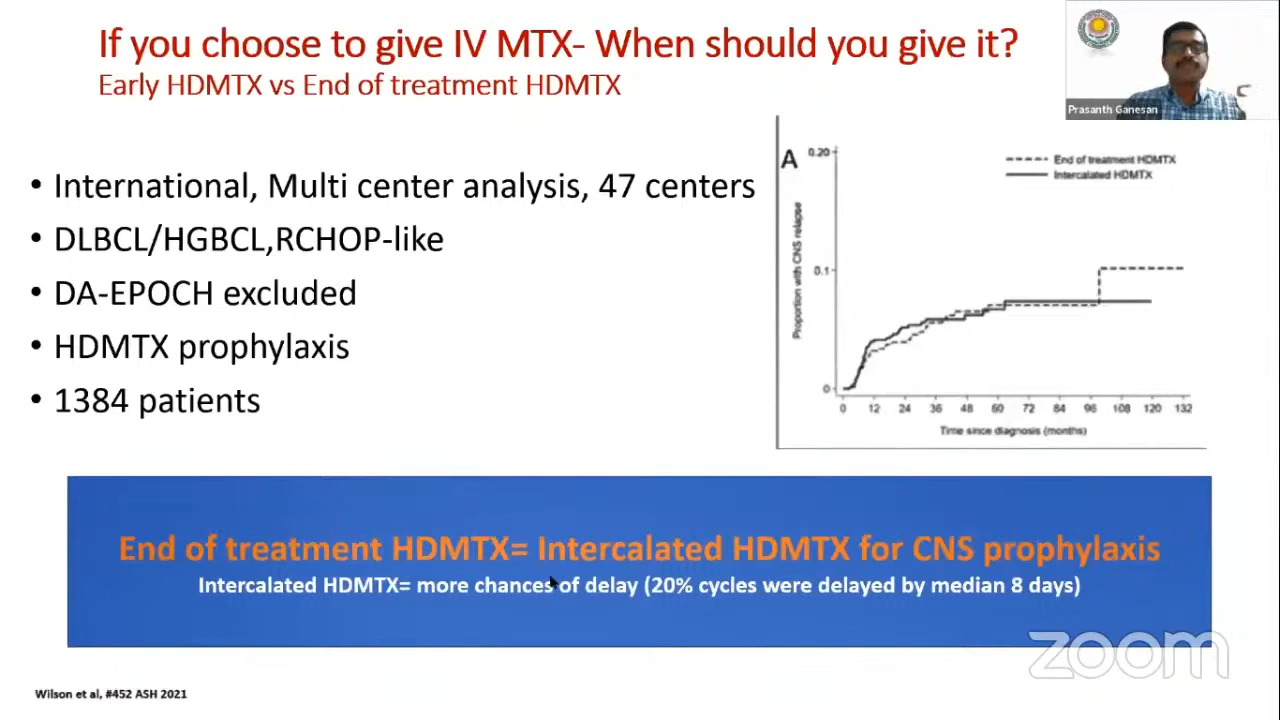 If you choose to give IV MTX- When should you give it?
Early HDMTX vs End of treatment HDMTX
Prasanth Ganesan
• International, Multi center analysis, 47 centers
• DLBCL/HGBCL,RCHOP-like
• DA-EPOCH excluded
• HDMTX prophylaxis
• 1384 patients
A
End of treatment HDMTX
Intercalated HDMTX
Proportion with CNS relapse
0.20
0.1
0
0 12 24 36 48 60 72 84 96 108 120 132
Time since diagnosis (months)
End of treatment HDMTX= Intercalated HDMTX for CNS prophylaxis
Intercalated HDMTX= more chances of delay (20% cycles were delayed by median 8 days)
zoom
Wilson et al, #452 ASH 2021